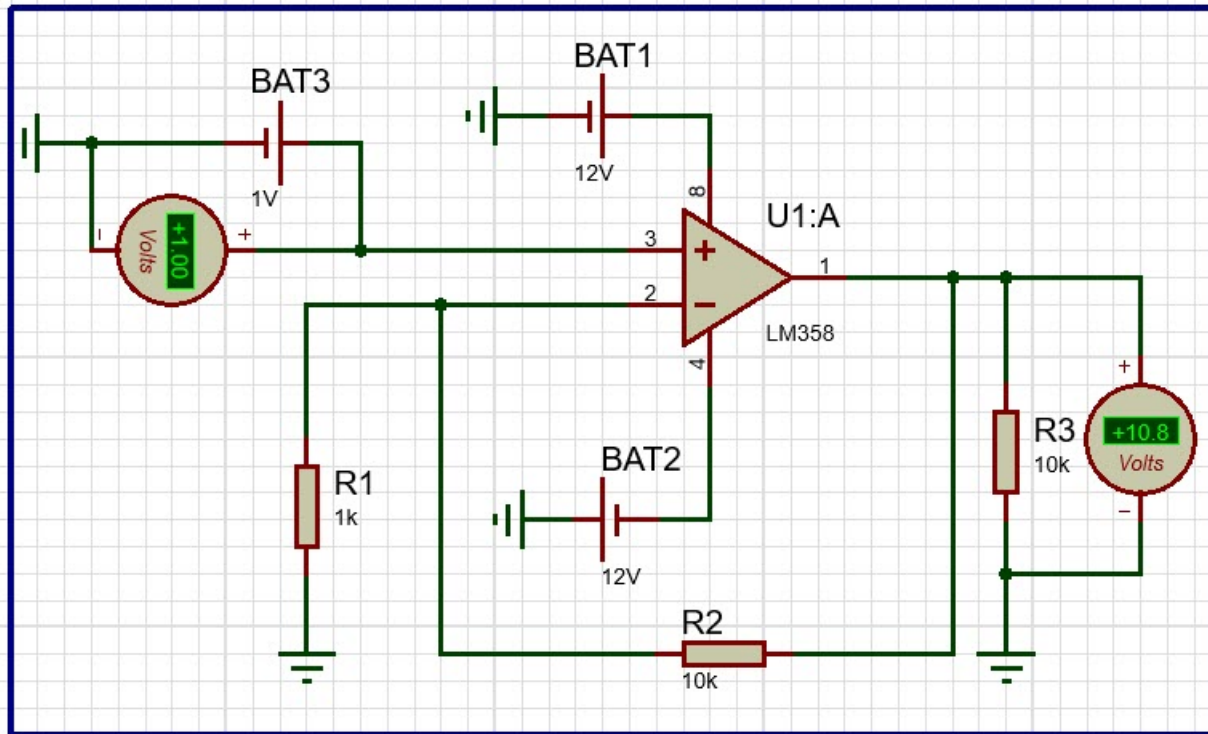 BAT3
1V
+1.00
Volts
BAT1
12V
8
U1:A
3
2
1
LM358
4
BAT2
12V
R1
1k
R2
10k
R3
10k
+10.8
Volts